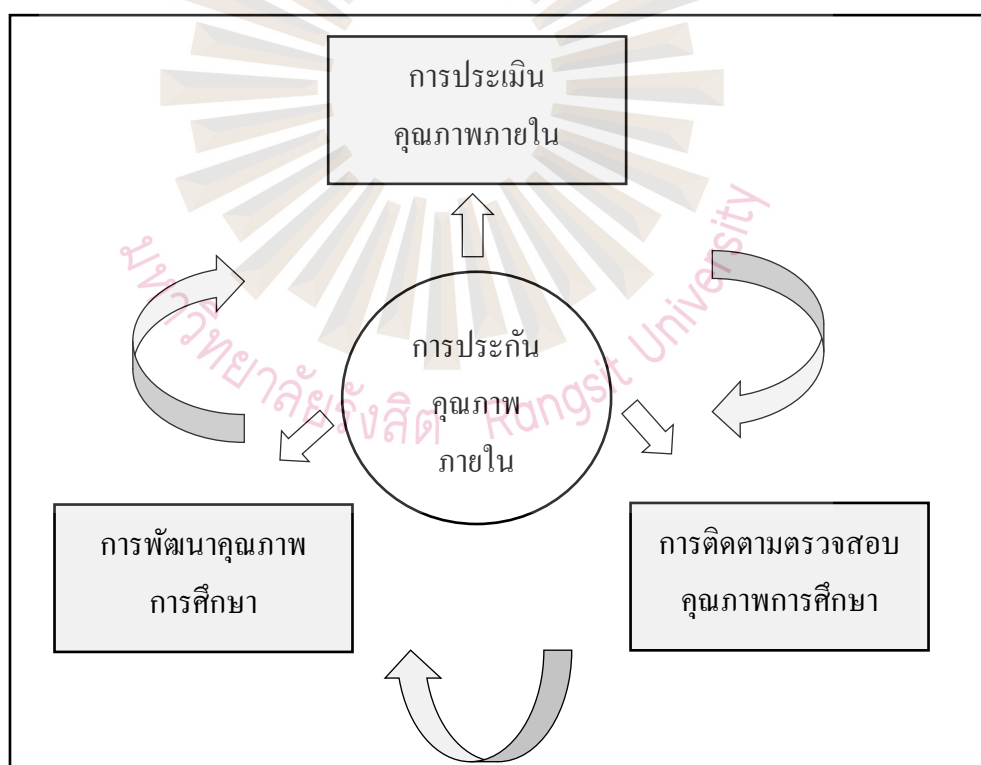 การประเมิน
คุณภาพภายใน
การประกัน
คุณภาพ
ภายใน
การพัฒนาคุณภาพ
การศึกษา
การติดตามตรวจสอบ
คุณภาพการศึกษา
มหาวิทยาลัยรังสิต Rangsit University